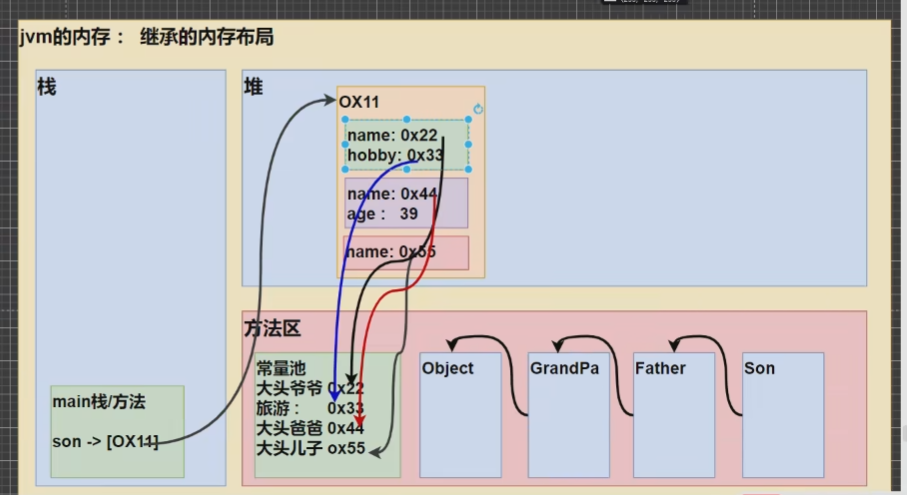 jvm的内存： 继承的内存布局
栈
main栈/方法
son -> [OX11]
堆
OX11
name: 0x22
hobby: 0x33
name: 0x44
age： 39
name: 0x55
方法区
常量池
大头爷爷 0x22
旅游： 0x33
大头爸爸 0x44
大头儿子 ox55
Object
GrandPa
Father
Son